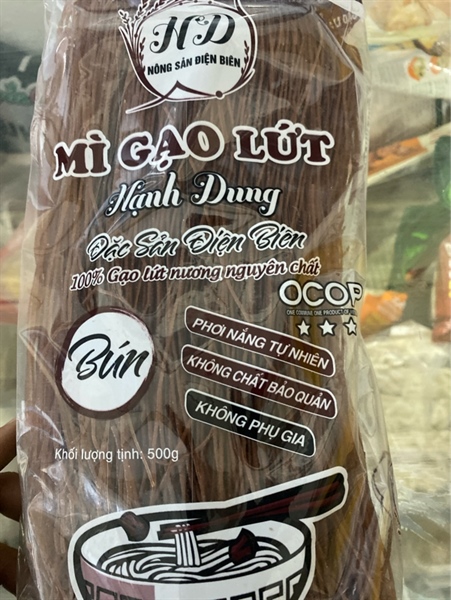 HD
NÔNG SẢN ĐIỆN BIÊN
MÌ GẠO LỨT
Hạnh Dung
Đặc Sản Điện Biên
100% Gạo lứt nương nguyên chất
OCOP
Bún
PHƠI NẮNG TỰ NHIÊN
KHÔNG CHẤT BẢO QUẢN
KHÔNG PHỤ GIA
Khối lượng tịnh: 500g